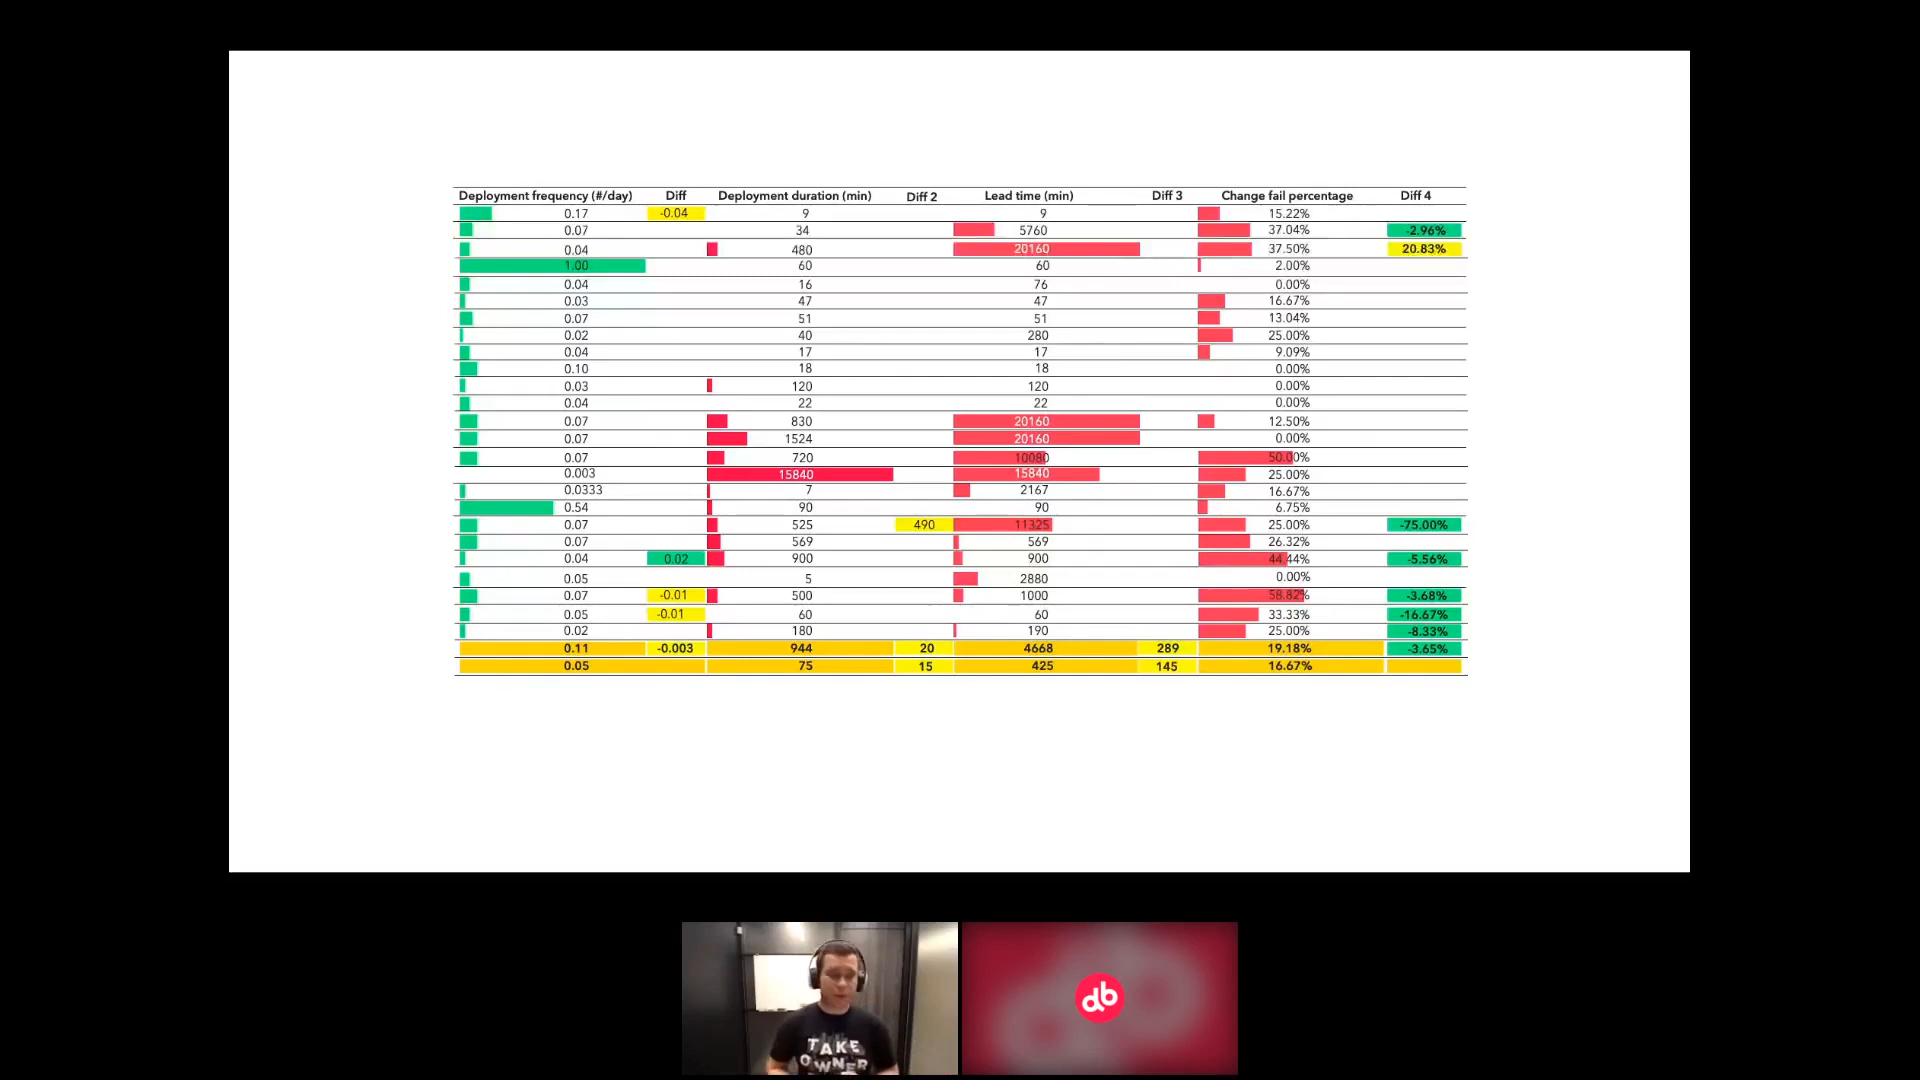 Deployment frequency (#/day) Diff Deployment duration (min) Diff 2 Lead time (min) Diff 3 Change fail percentage Diff 4
0.17 -0.04 9 9 15.22%
0.07 34 5760 37.04% -2.96%
0.04 480 20160 37.50% 20.83%
1.00 60 60 2.00%
0.04 16 76 0.00%
0.03 47 47 16.67%
0.07 51 51 13.04%
0.02 40 280 25.00%
0.04 17 17 9.09%
0.10 18 18 0.00%
0.03 120 120 0.00%
0.04 22 22 0.00%
0.07 830 20160 12.50%
0.07 1524 20160 0.00%
0.07 720 10080 50.00%
0.003 15840 15840 25.00%
0.0333 7 2167 16.67%
0.54 90 90 6.75%
0.07 525 490 11325 25.00% -75.00%
0.07 569 569 26.32%
0.04 0.02 900 900 44.44% -5.56%
0.05 5 2880 0.00%
0.07 -0.01 500 1000 58.82% -3.68%
0.05 -0.01 60 60 33.33% -16.67%
0.02 180 190 25.00% -8.33%
0.11 -0.003 944 20 4668 289 19.18% -3.65%
0.05 75 15 425 145 16.67%
TAKE
OWNER
db